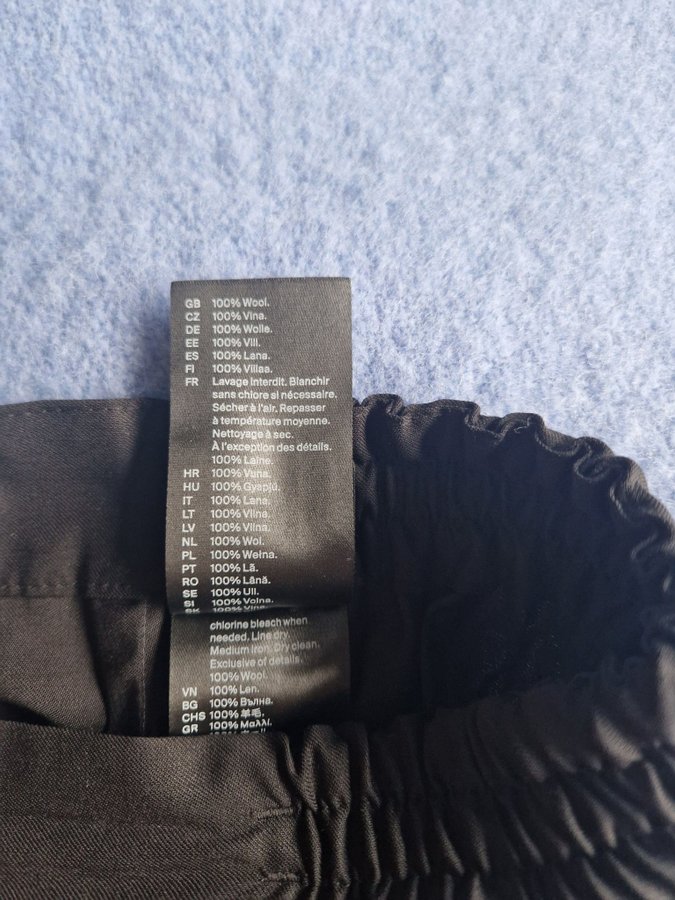 GB 100% Wool.
CZ 100% Vlna.
DE 100% Wolle.
EE 100% Vill.
ES 100% Lana.
FI 100% Villaa.
FR Lavage Interdit. Blanchir
sans chlore si nécessaire.
Sécher à l'air. Repasser
à température moyenne.
Nettoyage à sec.
À l'exception des détails.
100% Laine.
HR 100% Vuna.
HU 100% Gyapjú.
IT 100% Lana.
LT 100% Vilna.
LV 100% Vilna.
NL 100% Wol.
PL 100% Wełna.
PT 100% Lã.
RO 100% Lână.
SE 100% Ull.
SI 100% Volna.
SK 100% Vlna.
chlorine bleach when
needed. Line dry.
Medium iron. Dry clean.
Exclusive of details.
100% Wool.
VN 100% Len.
BG 100% Вълна.
CHS 100% 羊毛.
GR 100% Μαλλί.